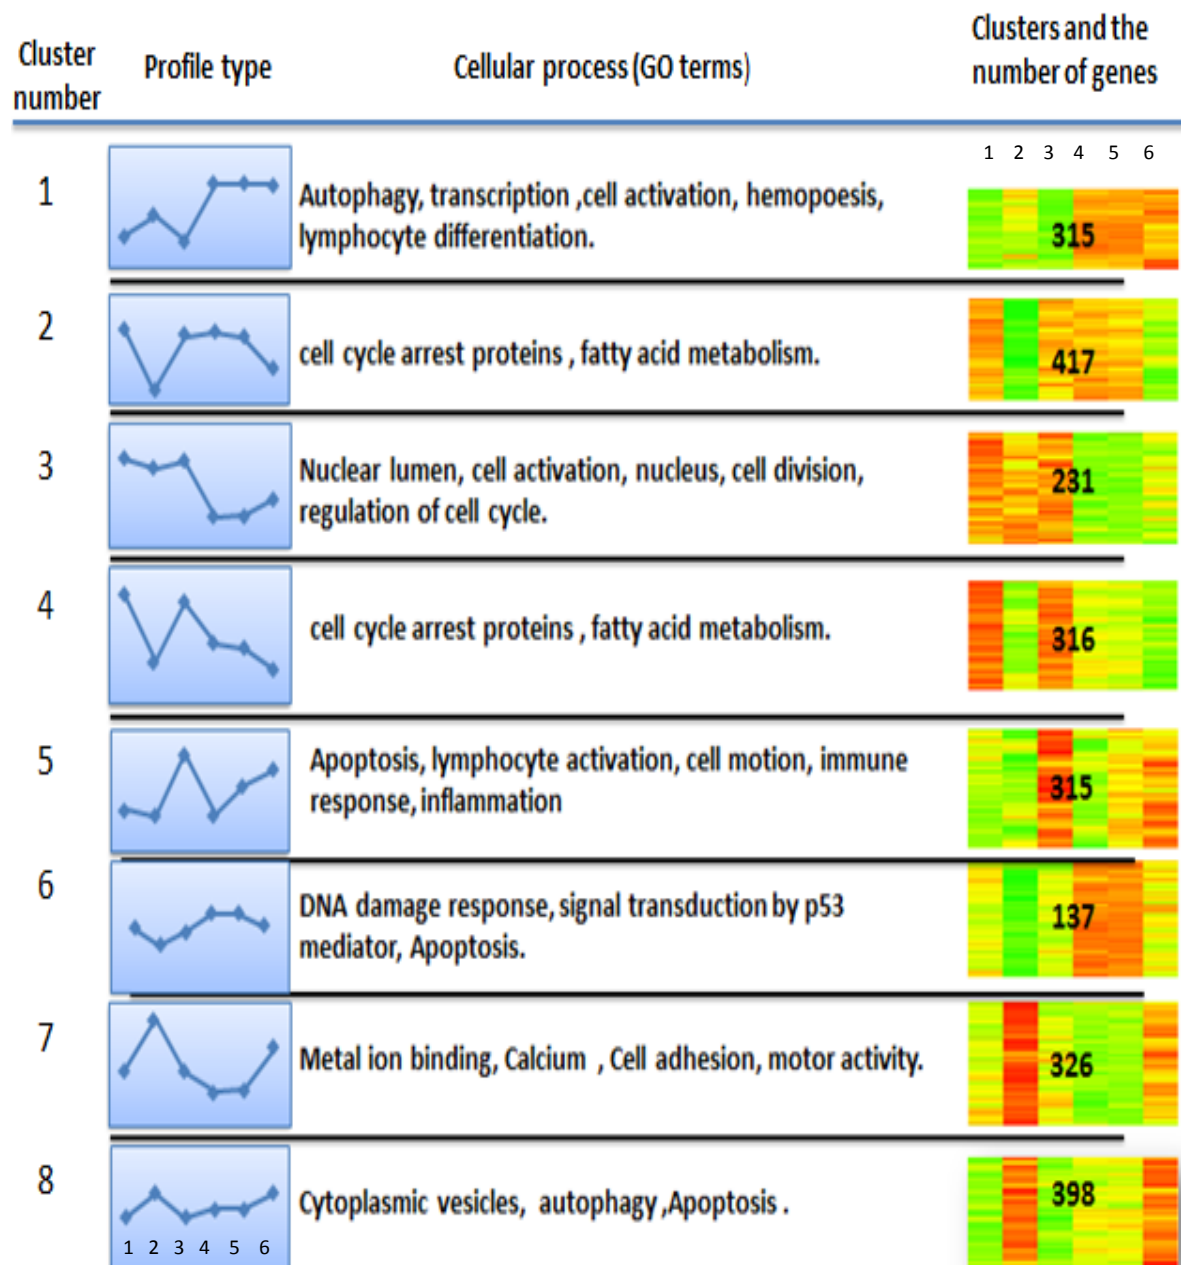 Cluster number
Profile type
Cellular process (GO terms)
Clusters and the number of genes
1 2 3 4 5 6
1
Autophagy, transcription ,cell activation, hemopoesis,
lymphocyte differentiation.
315
2
cell cycle arrest proteins , fatty acid metabolism.
417
3
Nuclear lumen, cell activation, nucleus, cell division,
regulation of cell cycle.
231
4
cell cycle arrest proteins , fatty acid metabolism.
316
5
Apoptosis, lymphocyte activation, cell motion, immune
response, inflammation
315
6
DNA damage response, signal transduction by p53
mediator, Apoptosis.
137
7
Metal ion binding, Calcium , Cell adhesion, motor activity.
326
8
Cytoplasmic vesicles, autophagy ,Apoptosis .
398
1 2 3 4 5 6